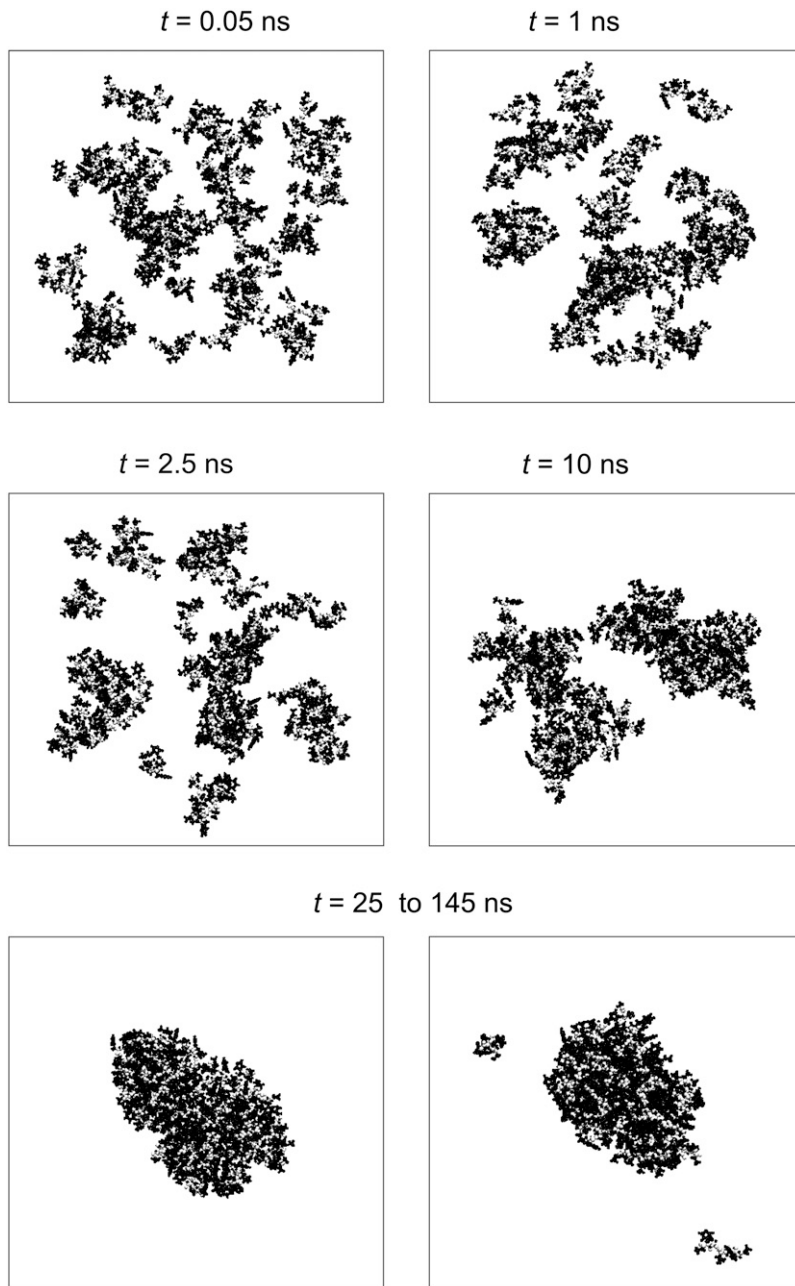 t = 0.05 ns
t = 1 ns
t = 2.5 ns
t = 10 ns
t = 25 to 145 ns